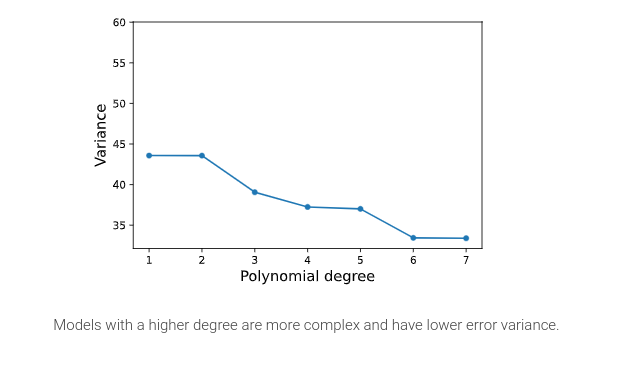 60
55
50
45
40
35
Variance
1 2 3 4 5 6 7
Polynomial degree
Models with a higher degree are more complex and have lower error variance.